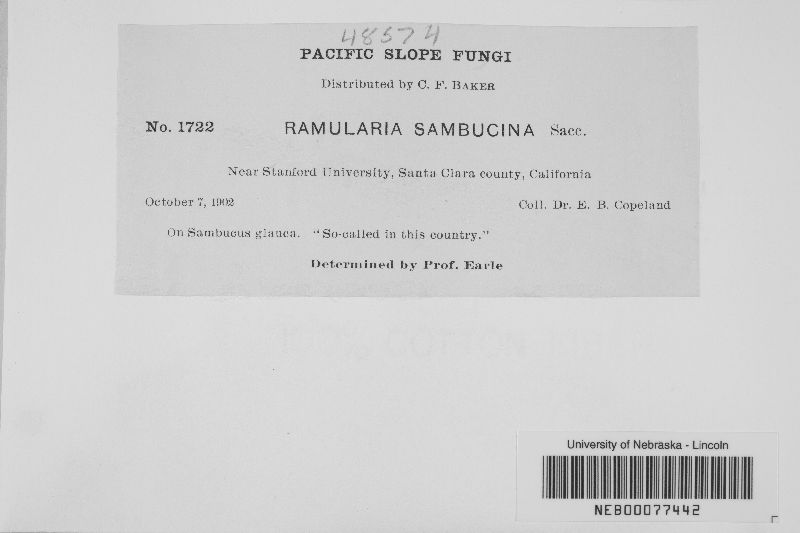 48574
PACIFIC SLOPE FUNGI
Distributed by C. F. BAKER
No. 1722 RAMULARIA SAMBUCINA Sacc.
Near Stanford University, Santa Clara county, California
October 7, 1902 Coll. Dr. E. B. Copeland
On Sambucus glauca. "So-called in this country."
Determined by Prof. Earle
100% COTTON
University of Nebraska - Lincoln
NEB00077442